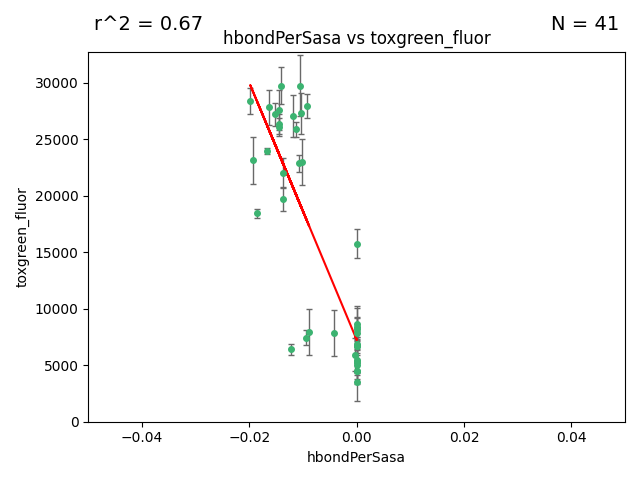 r^2 = 0.67
N = 41
hbondPerSasa vs toxgreen_fluor
30000
25000
20000
15000
10000
5000
0
toxgreen_fluor
−0.04
−0.02
0.00
0.02
0.04
hbondPerSasa